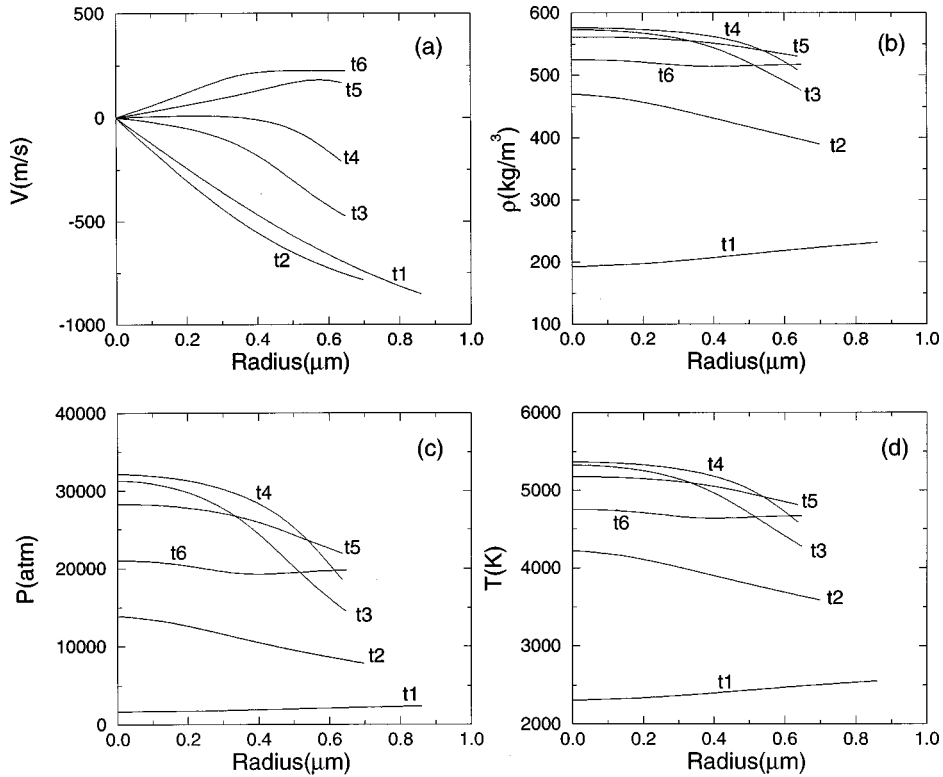 (a)
500
0
-500
-1000
V(m/s)
t6
t5
t4
t3
t2
t1
0.0 0.2 0.4 0.6 0.8 1.0
Radius(μm)
(b)
600
500
400
300
200
100
ρ(kg/m³)
t4
t5
t6
t3
t2
t1
0.0 0.2 0.4 0.6 0.8 1.0
Radius(μm)
(c)
40000
30000
20000
10000
0
P(atm)
t4
t5
t6
t3
t2
t1
0.0 0.2 0.4 0.6 0.8 1.0
Radius(μm)
(d)
6000
5000
4000
3000
2000
T(K)
t4
t5
t6
t3
t2
t1
0.0 0.2 0.4 0.6 0.8 1.0
Radius(μm)